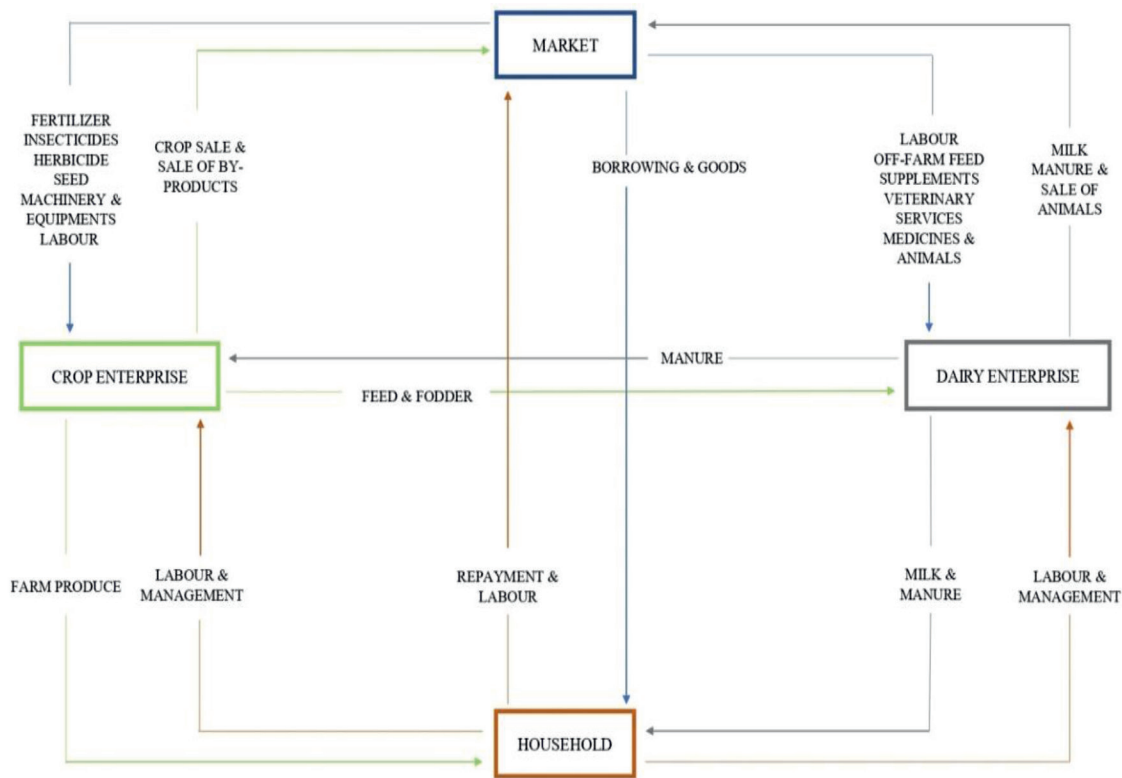 MARKET
FERTILIZER
INSECTICIDES
HERBICIDE
SEED
MACHINERY &
EQUIPMENTS
LABOUR
CROP SALE &
SALE OF BY-
PRODUCTS
BORROWING & GOODS
LABOUR
OFF-FARM FEED
SUPPLEMENTS
VETERINARY
SERVICES
MEDICINES &
ANIMALS
MILK
MANURE &
SALE OF
ANIMALS
CROP ENTERPRISE
MANURE
FEED & FODDER
DAIRY ENTERPRISE
FARM PRODUCE
LABOUR &
MANAGEMENT
REPAYMENT &
LABOUR
MILK &
MANURE
LABOUR &
MANAGEMENT
HOUSEHOLD